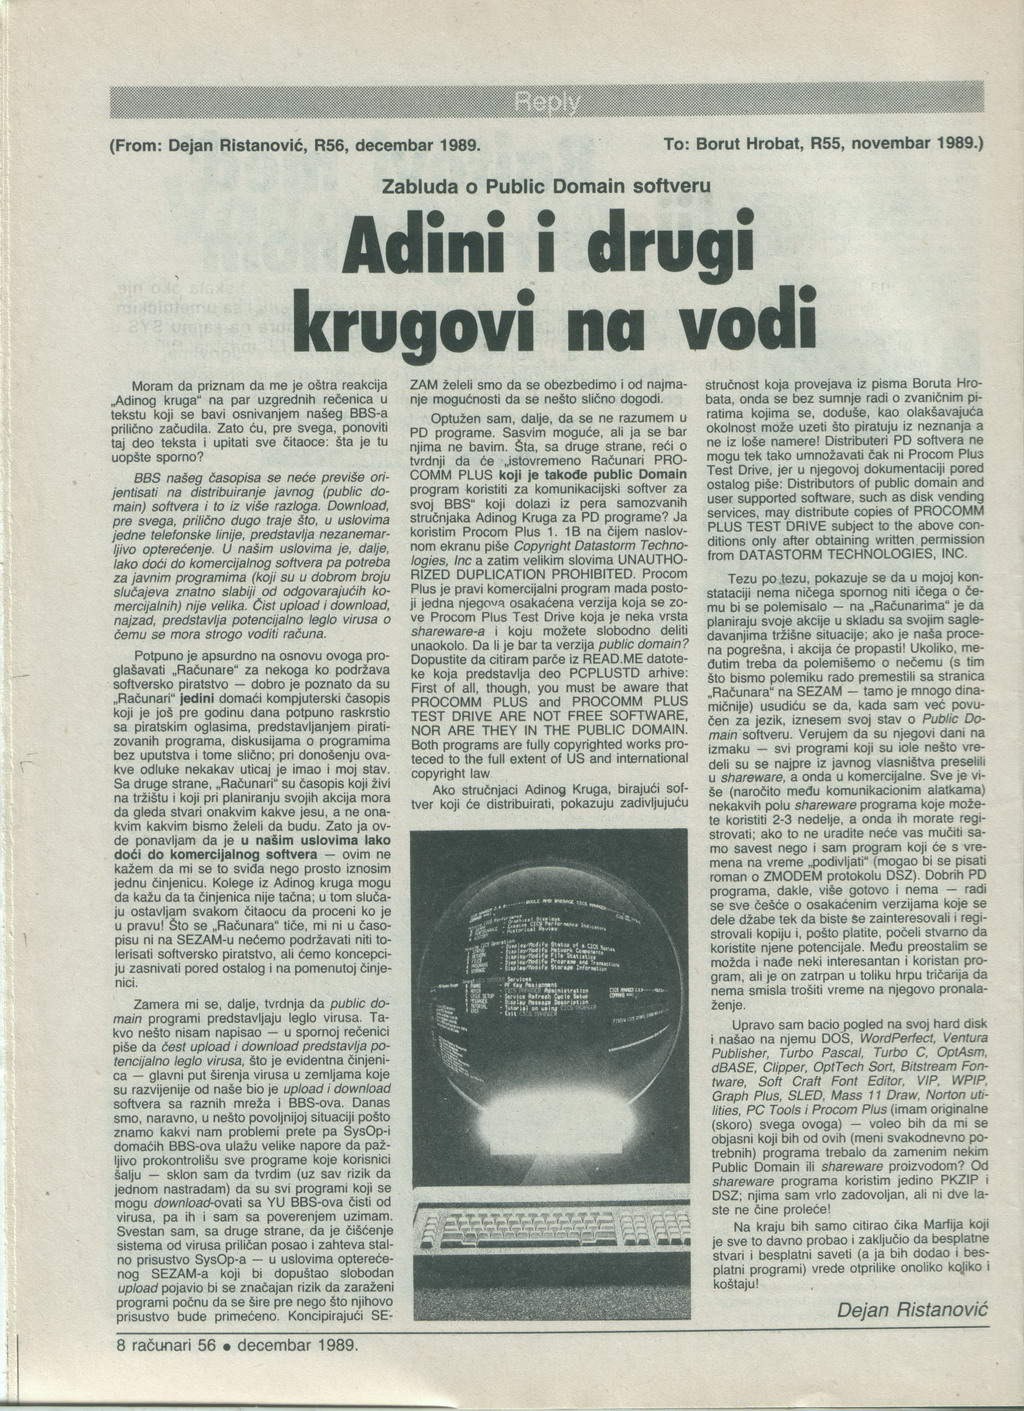 Reply
(From: Dejan Ristanović, R56, decembar 1989. To: Borut Hrobat, R55, novembar 1989.)
Zabluda o Public Domain softveru
Adini i drugi
krugovi na vodi
Moram da priznam da me je oštra reakcija
„Adinog kruga“ na par uzgrednih rečenica u
tekstu koji se bavi osnivanjem našeg BBS-a
prilično začudila. Zato ću, pre svega, ponoviti
taj deo teksta i upitati sve čitaoce: šta je tu
uopšte sporno?
BBS našeg časopisa se neće previše ori-
jentisati na distribuiranje javnog (public do-
main) softvera i to iz više razloga. Download,
pre svega, prilično dugo traje što, u uslovima
jedne telefonske linije, predstavlja nezanemar-
ljivo opterećenje. U našim uslovima je, dalje,
lako doći do komercijalnog softvera pa potreba
za javnim programima (koji su u dobrom broju
slučajeva znatno slabiji od odgovarajućih ko-
mercijalnih) nije velika. Čist upload i download,
najzad, predstavlja potencijalno leglo virusa o
čemu se mora strogo voditi računa.
Potpuno je apsurdno na osnovu ovoga pro-
glašavati „Računare“ za nekoga ko podržava
softversko piratstvo — dobro je poznato da su
„Računari“ jedini domaći kompjuterski časopis
koji je još pre godinu dana potpuno raskrstio
sa piratskim oglasima, predstavljanjem pirati-
zovanih programa, diskusijama o programima
bez uputstva i tome slično; pri donošenju ova-
kve odluke nekakav uticaj je imao i moj stav.
Sa druge strane, „Računari“ su časopis koji živi
na tržištu i koji pri planiranju svojih akcija mora
da gleda stvari onakvim kakve jesu, a ne ona-
kvim kakvim bismo želeli da budu. Zato ja ov-
de ponavljam da je u našim uslovima lako
doći do komercijalnog softvera — ovim ne
kažem da mi se to sviđa nego prosto iznosim
jednu činjenicu. Kolege iz Adinog kruga mogu
da kažu da ta činjenica nije tačna; u tom sluča-
ju ostavljam svakom čitaocu da proceni ko je
u pravu! Što se „Računara“ tiče, mi ni u časo-
pisu ni na SEZAM-u nećemo podržavati niti to-
lerisati softversko piratstvo, ali ćemo koncepci-
ju zasnivati pored ostalog i na pomenutoj činje-
nici.
Zamera mi se, dalje, tvrdnja da public do-
main programi predstavljaju leglo virusa. Ta-
kvo nešto nisam napisao — u spornoj rečenici
piše da čest upload i download predstavlja po-
tencijalno leglo virusa, što je evidentna činjeni-
ca — glavni put širenja virusa u zemljama koje
su razvijenije od naše bio je upload i download
softvera sa raznih mreža i BBS-ova. Danas
smo, naravno, u nešto povoljnijoj situaciji pošto
znamo kakvi nam problemi prete pa SysOp-i
domaćih BBS-ova ulažu velike napore da paž-
ljivo prokontrolišu sve programe koje korisnici
šalju — sklon sam da tvrdim (uz sav rizik da
jednom nastradam) da su svi programi koji se
mogu download-ovati sa YU BBS-ova čisti od
virusa, pa ih i sam sa poverenjem uzimam.
Svestan sam, sa druge strane, da je čišćenje
sistema od virusa priličan posao i zahteva stal-
no prisustvo SysOp-a — u uslovima optereće-
nog SEZAM-a koji bi dopuštao slobodan
upload pojavio bi se značajan rizik da zaraženi
programi počnu da se šire pre nego što njihovo
prisustvo bude primećeno. Koncipirajući SE-
ZAM želeli smo da se obezbedimo i od najma-
nje mogućnosti da se nešto slično dogodi.
Optužen sam, dalje, da se ne razumem u
PD programe. Sasvim moguće, ali ja se bar
njima ne bavim. Šta, sa druge strane, reći o
tvrdnji da će „istovremeno Računari PRO-
COMM PLUS koji je takođe public Domain
program koristiti za komunikacijski softver za
svoj BBS“ koji dolazi iz pera samozvanih
stručnjaka Adinog Kruga za PD programe? Ja
koristim Procom Plus 1. 1B na čijem naslov-
nom ekranu piše Copyright Datastorm Techno-
logies, Inc a zatim velikim slovima UNAUTHO-
RIZED DUPLICATION PROHIBITED. Procom
Plus je pravi komercijalni program mada posto-
ji jedna njegova osakaćena verzija koja se zo-
ve Procom Plus Test Drive koja je neka vrsta
shareware-a i koju možete slobodno deliti
unaokolo. Da li je bar ta verzija public domain?
Dopustite da citiram parče iz READ.ME datote-
ke koja predstavlja deo PCPLUSTD arhive:
First of all, though, you must be aware that
PROCOMM PLUS and PROCOMM PLUS
TEST DRIVE ARE NOT FREE SOFTWARE,
NOR ARE THEY IN THE PUBLIC DOMAIN.
Both programs are fully copyrighted works pro-
teced to the full extent of US and international
copyright law
Ako stručnjaci Adinog Kruga, birajući sof-
tver koji će distribuirati, pokazuju zadivljujuću
stručnost koja provejava iz pisma Boruta Hro-
bata, onda se bez sumnje radi o zvaničnim pi-
ratima kojima se, doduše, kao olakšavajuća
okolnost može uzeti što piratuju iz neznanja a
ne iz loše namere! Distributeri PD softvera ne
mogu tek tako umnožavati čak ni Procom Plus
Test Drive, jer u njegovoj dokumentaciji pored
ostalog piše: Distributors of public domain and
user supported software, such as disk vending
services, may distribute copies of PROCOMM
PLUS TEST DRIVE subject to the above con-
ditions only after obtaining written permission
from DATASTORM TECHNOLOGIES, INC.
Tezu po tezu, pokazuje se da u mojoj kon-
stataciji nema ničega spornog niti ičega o če-
mu bi se polemisalo — na „Računarima“ je da
planiraju svoje akcije u skladu sa svojim sagle-
davanjima tržišne situacije; ako je naša proce-
na pogrešna, i akcija će propasti! Ukoliko, me-
đutim treba da polemišemo o nečemu (s tim
što bismo polemiku rado premestili sa stranica
„Računara“ na SEZAM — tamo je mnogo dina-
mičnije) usudiću se da, kada sam već povu-
čen za jezik, iznesem svoj stav o Public Do-
main softveru. Verujem da su njegovi dani na
izmaku — svi programi koji su iole nešto vre-
deli su se najpre iz javnog vlasništva preselili
u shareware, a onda u komercijalne. Sve je vi-
še (naročito među komunikacionim alatkama)
nekakvih polu shareware programa koje može-
te koristiti 2-3 nedelje, a onda ih morate regi-
strovati; ako to ne uradite neće vas mučiti sa-
mo savest nego i sam program koji će s vre-
mena na vreme „podivljati“ (mogao bi se pisati
roman o ZMODEM protokolu DSZ). Dobrih PD
programa, dakle, više gotovo i nema — radi
se sve češće o osakaćenim verzijama koje se
dele džabe tek da biste se zainteresovali i regi-
strovali kopiju i, pošto platite, počeli stvarno da
koristite njene potencijale. Među preostalim se
možda i nađe neki interesantan i koristan pro-
gram, ali je on zatrpan u toliku hrpu tričarija da
nema smisla trošiti vreme na njegovo pronala-
ženje.
Upravo sam bacio pogled na svoj hard disk
i našao na njemu DOS, WordPerfect, Ventura
Publisher, Turbo Pascal, Turbo C, OptAsm,
dBASE, Clipper, OptTech Sort, Bitstream Fon-
tware, Soft Craft Font Editor, VIP, WPIP,
Graph Plus, SLED, Mass 11 Draw, Norton uti-
lities, PC Tools i Procom Plus (imam originalne
(skoro) svega ovoga) — voleo bih da mi se
objasni koji bih od ovih (meni svakodnevno po-
trebnih) programa trebalo da zamenim nekim
Public Domain ili shareware proizvodom? Od
shareware programa koristim jedino PKZIP i
DSZ; njima sam vrlo zadovoljan, ali ni dve la-
ste ne čine proleće!
Na kraju bih samo citirao čika Marfija koji
je sve to davno probao i zaključio da besplatne
stvari i besplatni saveti (a ja bih dodao i bes-
platni programi) vrede otprilike onoliko koliko i
koštaju!
Dejan Ristanović
8 računari 56 • decembar 1989.